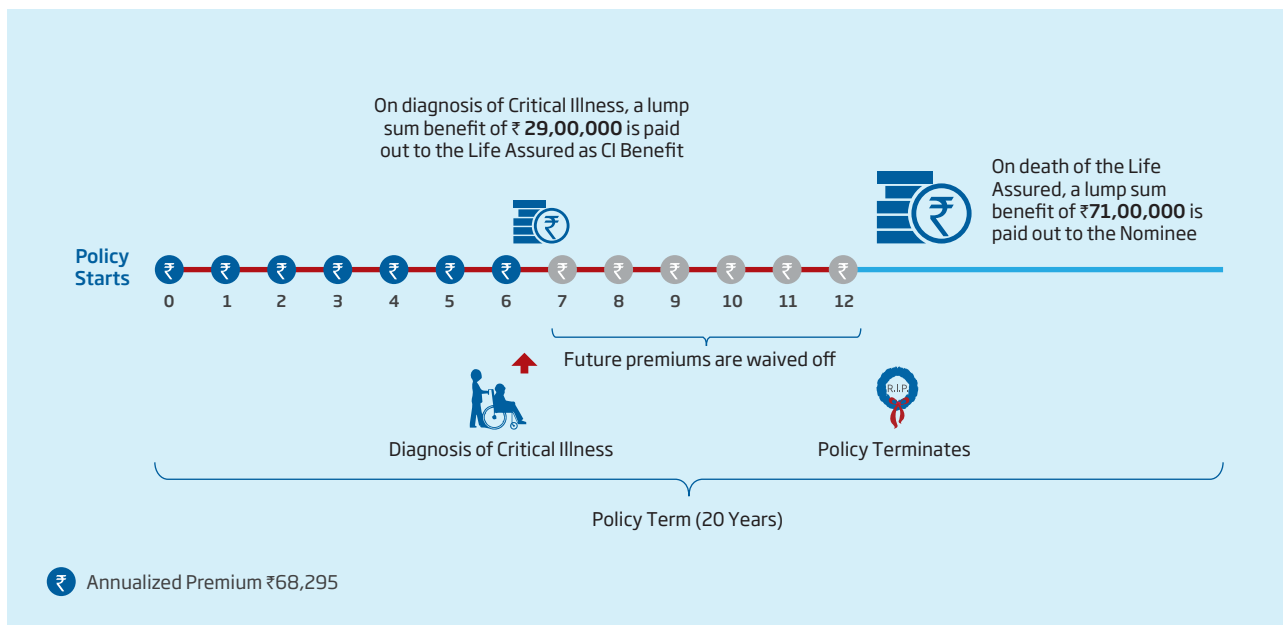 On diagnosis of Critical Illness, a lump
sum benefit of ₹ 29,00,000 is paid
out to the Life Assured as CI Benefit
On death of the Life
Assured, a lump sum
benefit of ₹71,00,000 is
paid out to the Nominee
₹
₹
Policy
Starts
₹ ₹ ₹ ₹ ₹ ₹ ₹ ₹ ₹ ₹ ₹ ₹ ₹
0 1 2 3 4 5 6 7 8 9 10 11 12
Future premiums are waived off
R.I.P.
Diagnosis of Critical Illness
Policy Terminates
Policy Term (20 Years)
₹ Annualized Premium ₹68,295